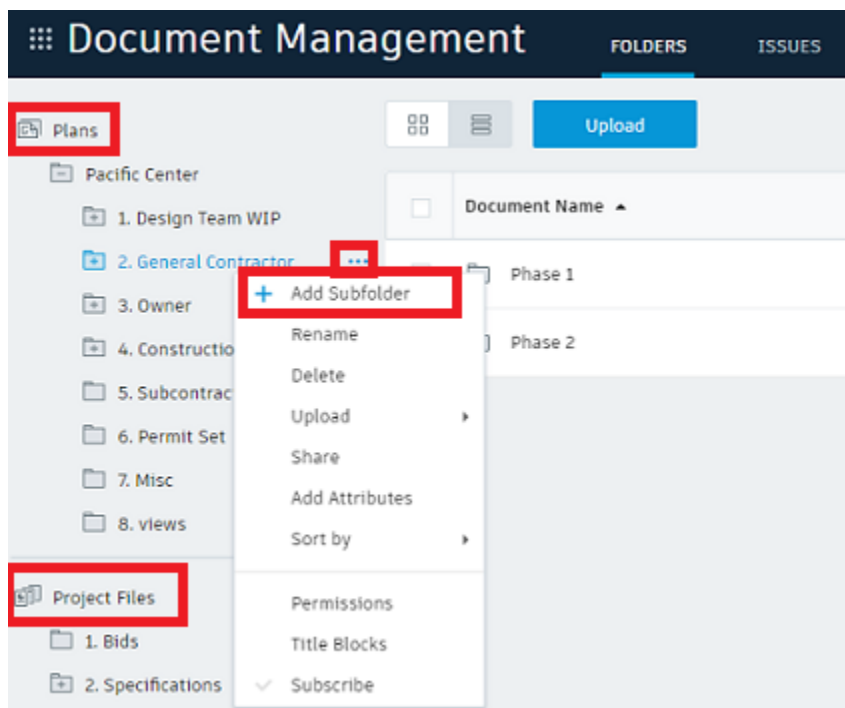 Document Management
FOLDERS
ISSUES
Plans
Pacific Center
1. Design Team WIP
2. General Contractor
3. Owner
4. Constructio
5. Subcontrac
6. Permit Set
7. Misc
8. views
Project Files
1. Bids
2. Specifications
Add Subfolder
Rename
Delete
Upload
Share
Add Attributes
Sort by
Permissions
Title Blocks
Subscribe
Upload
Document Name
Phase 1
Phase 2